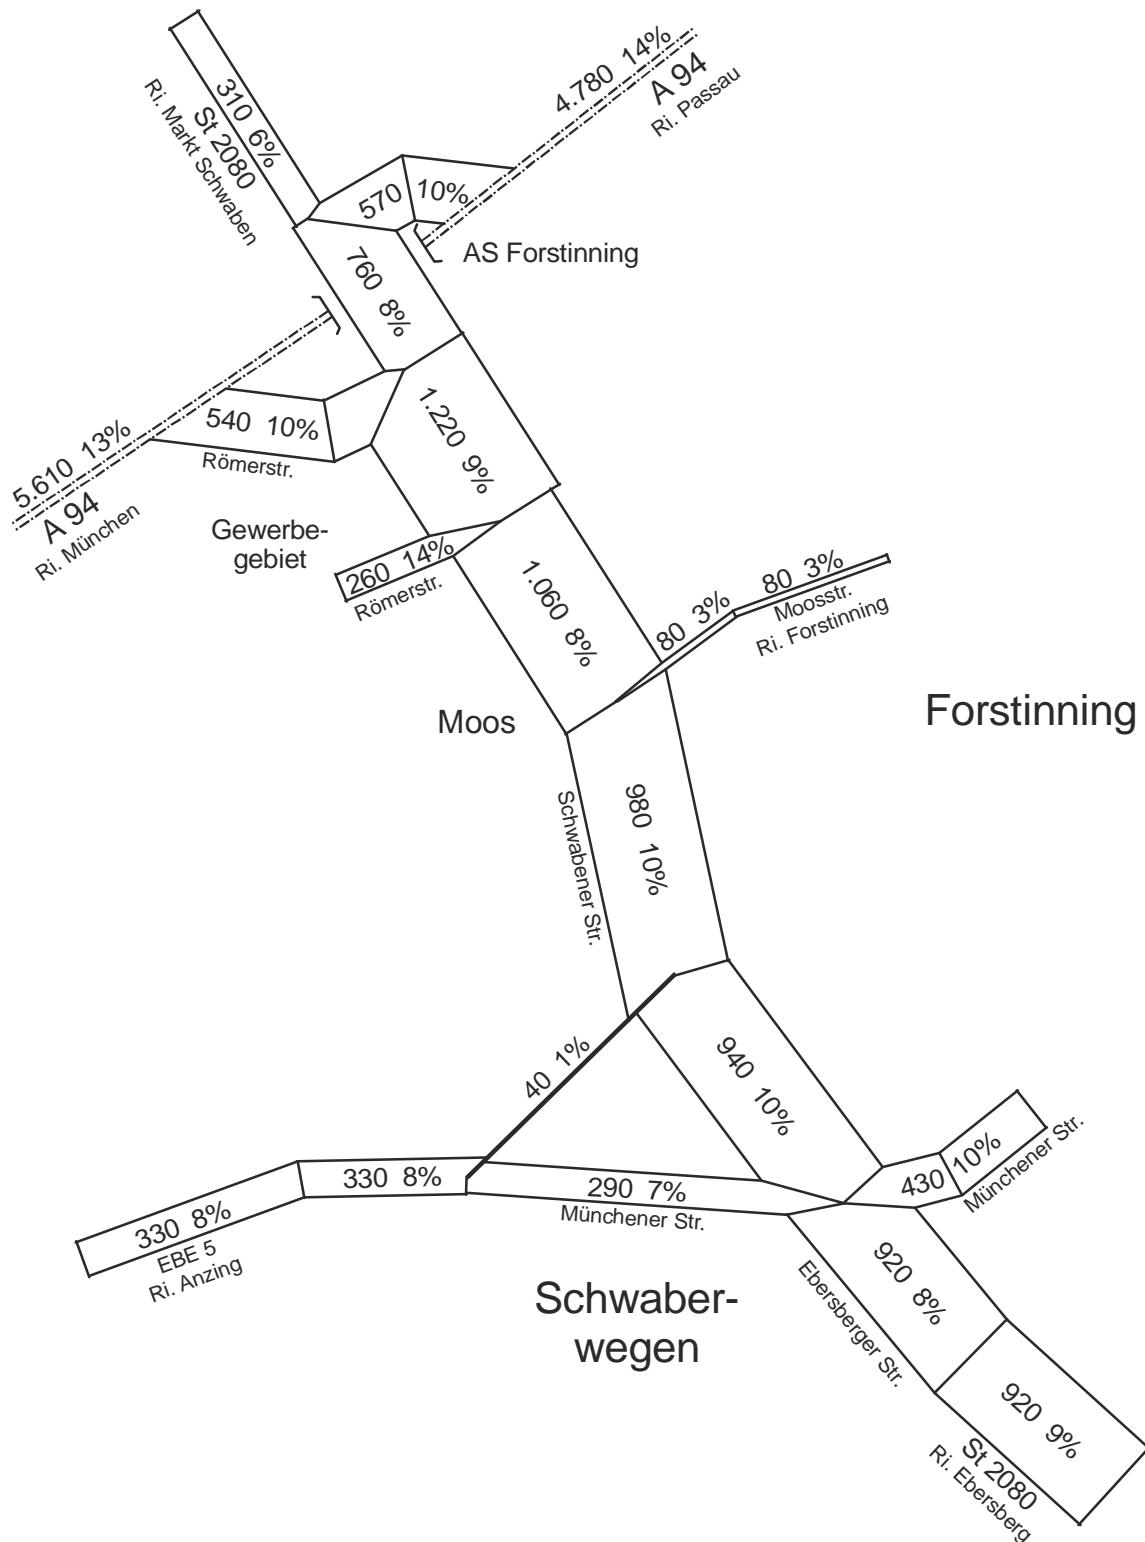 310 6%
St 2080
Ri. Markt Schwaben
4.780 14%
A 94
Ri. Passau
570
10%
AS Forstinning
760 8%
5.610 13%
A 94
Ri. München
540 10%
Römerstr.
1.220 9%
Gewerbe-
gebiet
260 14%
Römerstr.
1.060 8%
80 3%
80 3%
Moosstr.
Ri. Forstinning
Moos
Forstinning
980 10%
Schwabener Str.
40 1%
940 10%
330 8%
EBE 5
Ri. Anzing
330 8%
290 7%
Münchener Str.
430
10%
Münchener Str.
Schwaber-
wegen
920 8%
Ebersberger Str.
920 9%
St 2080
Ri. Ebersberg